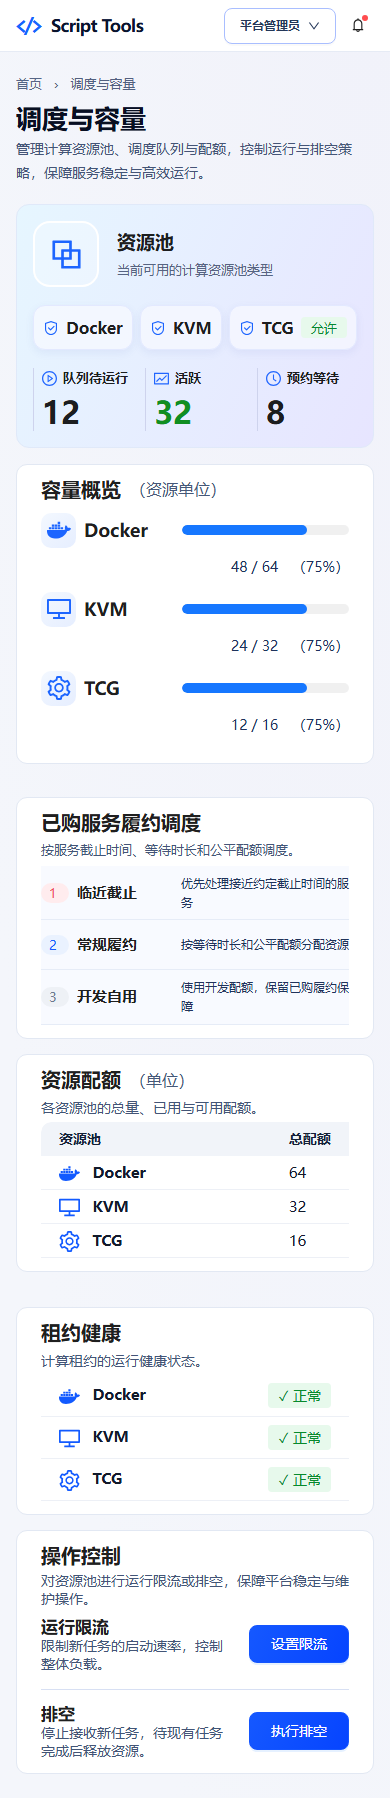 Script Tools
平台管理员
首页 › 调度与容量
调度与容量
管理计算资源池、调度队列与配额，控制运行与排空策
略，保障服务稳定与高效运行。
资源池
当前可用的计算资源池类型
Docker
KVM
TCG 允许
队列待运行 活跃 预约等待
12 32 8
容量概览 （资源单位）
Docker
48 / 64 （75%）
KVM
24 / 32 （75%）
TCG
12 / 16 （75%）
已购服务履约调度
按服务截止时间、等待时长和公平配额调度。
1 临近截止 优先处理接近约定截止时间的服
务
2 常规履约 按等待时长和公平配额分配资源
3 开发自用 使用开发配额，保留已购履约保
障
资源配额 （单位）
各资源池的总量、已用与可用配额。
资源池 总配额
Docker 64
KVM 32
TCG 16
租约健康
计算租约的运行健康状态。
Docker ✓ 正常
KVM ✓ 正常
TCG ✓ 正常
操作控制
对资源池进行运行限流或排空，保障平台稳定与维
护操作。
运行限流
限制新任务的启动速率，控制
整体负载。
设置限流
排空
停止接收新任务，待现有任务
完成后释放资源。
执行排空